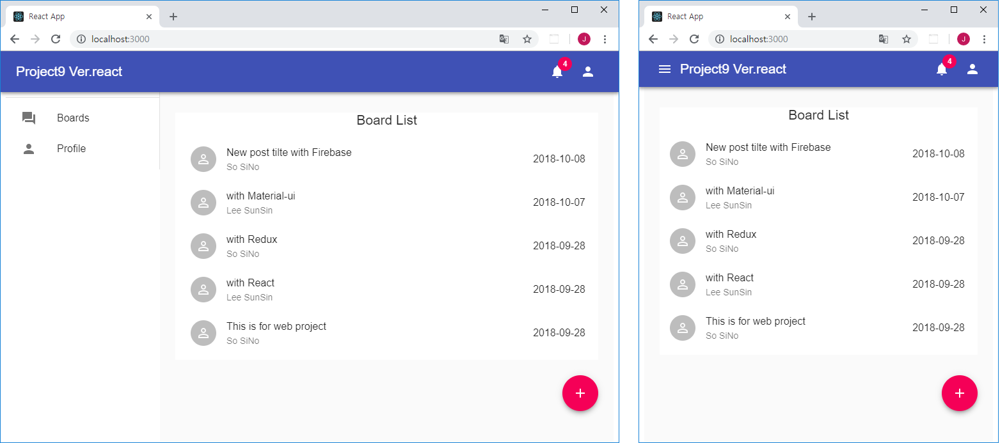 React App
localhost:3000
J
Project9 Ver.react
4
Boards
Profile
Board List
New post tilte with Firebase
So SiNo
2018-10-08
with Material-ui
Lee SunSin
2018-10-07
with Redux
So SiNo
2018-09-28
with React
Lee SunSin
2018-09-28
This is for web project
So SiNo
2018-09-28
React App
localhost:3000
J
Project9 Ver.react
4
Board List
New post tilte with Firebase
So SiNo
2018-10-08
with Material-ui
Lee SunSin
2018-10-07
with Redux
So SiNo
2018-09-28
with React
Lee SunSin
2018-09-28
This is for web project
So SiNo
2018-09-28